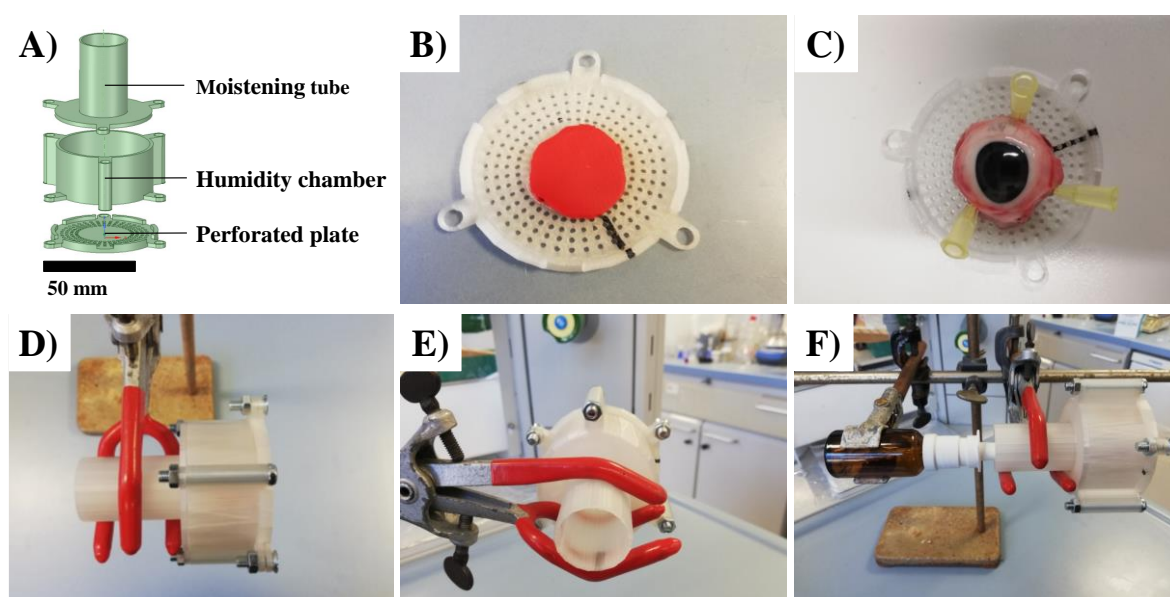 A)
Moistening tube
Humidity chamber
Perforated plate
50 mm
B)
C)
D)
E)
F)